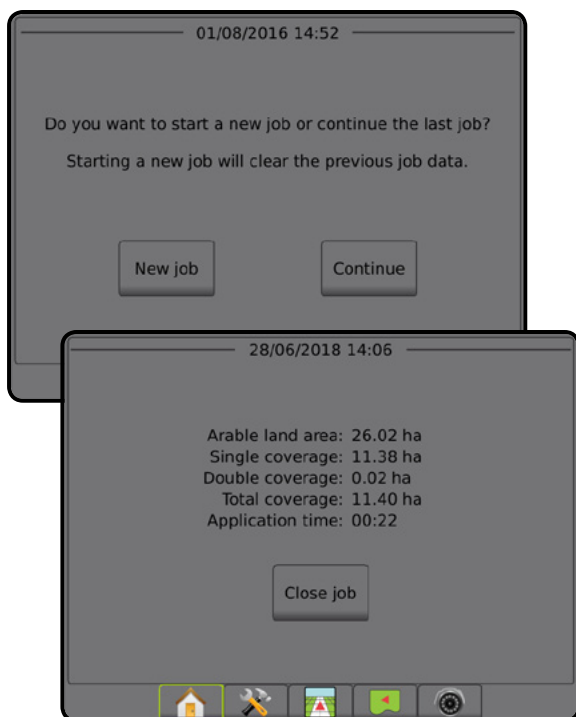 01/08/2016 14:52
Do you want to start a new job or continue the last job?
Starting a new job will clear the previous job data.
New job Continue
28/06/2018 14:06
Arable land area: 26.02 ha
Single coverage: 11.38 ha
Double coverage: 0.02 ha
Total coverage: 11.40 ha
Application time: 00:22
Close job